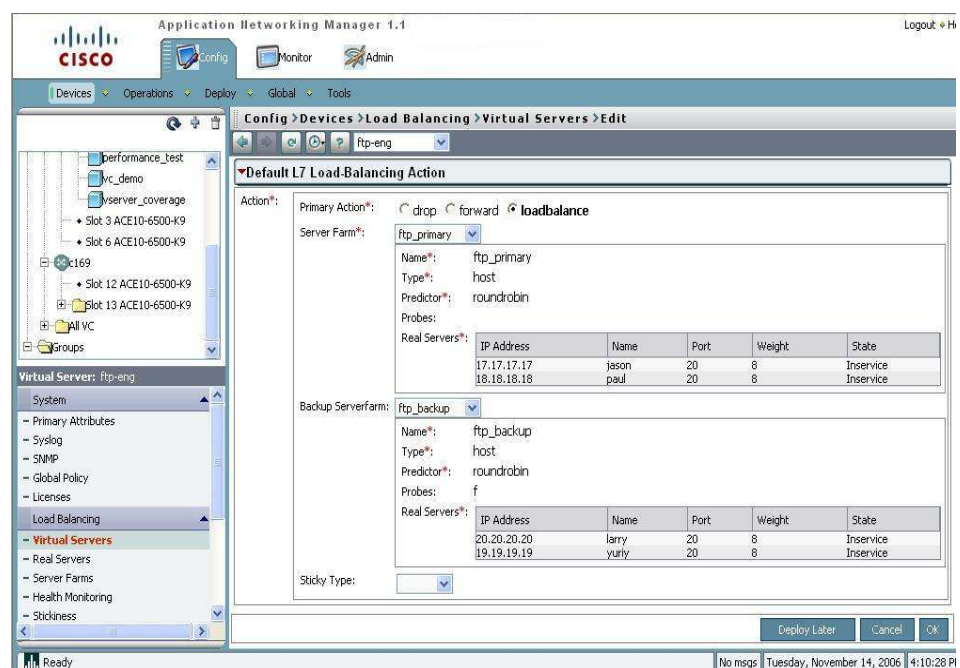 Application Networking Manager 1.1
Logout
CISCO
Config
Monitor
Admin
Devices Operations Deploy Global Tools
Config >Devices >Load Balancing >Virtual Servers >Edit
ftp-eng
performance_test
vc_demo
vserver_coverage
Slot 3 ACE10-6500-K9
Slot 6 ACE10-6500-K9
c169
Slot 12 ACE10-6500-K9
Slot 13 ACE10-6500-K9
All VC
Groups
Virtual Server: ftp-eng
System
Primary Attributes
Syslog
SNMP
Global Policy
Licenses
Load Balancing
Virtual Servers
Real Servers
Server Farms
Health Monitoring
Stickiness
Default L7 Load-Balancing Action
Action*:
Primary Action*: drop forward loadbalance
Server Farm*: ftp_primary
Name*: ftp_primary
Type*: host
Predictor*: roundrobin
Probes:
Real Servers*:
IP Address Name Port Weight State
17.17.17.17 jason 20 8 Inservice
18.18.18.18 paul 20 8 Inservice
Backup Serverfarm: ftp_backup
Name*: ftp_backup
Type*: host
Predictor*: roundrobin
Probes: f
Real Servers*:
IP Address Name Port Weight State
20.20.20.20 larry 20 8 Inservice
19.19.19.19 yuriy 20 8 Inservice
Sticky Type:
Deploy Later Cancel OK
Ready
No msgs Tuesday, November 14, 2006 4:10:28 P